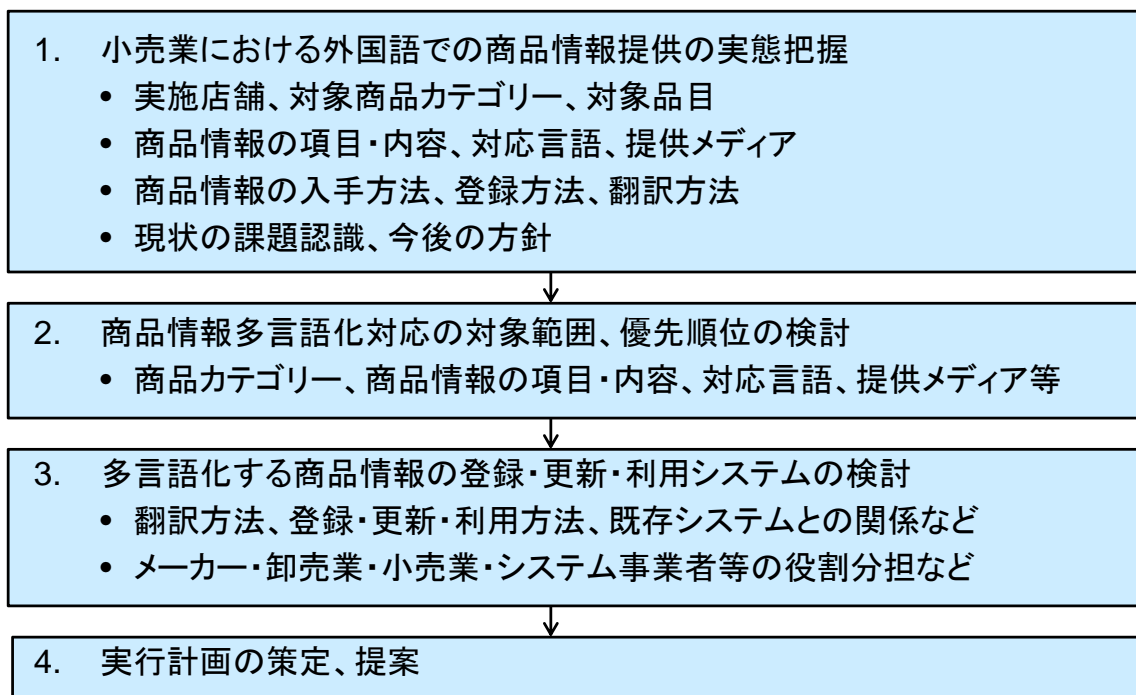 1. 小売業における外国語での商品情報提供の実態把握
• 実施店舗、対象商品カテゴリー、対象品目
• 商品情報の項目・内容、対応言語、提供メディア
• 商品情報の入手方法、登録方法、翻訳方法
• 現状の課題認識、今後の方針
2. 商品情報多言語化対応の対象範囲、優先順位の検討
• 商品カテゴリー、商品情報の項目・内容、対応言語、提供メディア等
3. 多言語化する商品情報の登録・更新・利用システムの検討
• 翻訳方法、登録・更新・利用方法、既存システムとの関係など
• メーカー・卸売業・小売業・システム事業者等の役割分担など
4. 実行計画の策定、提案